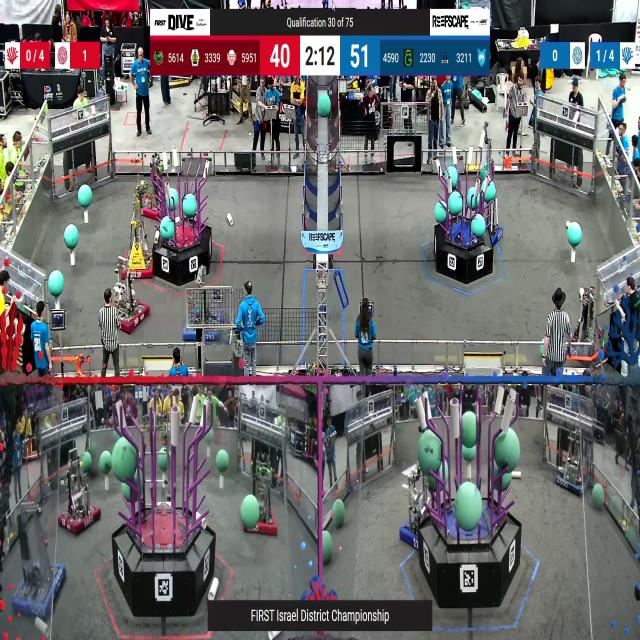 FIRST DIVE
Qualification 30 of 75
REEFSCAPE
0 / 4
1
5614
3339
5951
40
2:12
51
4590
2230
3211
0
1 / 4
REEFSCAPE
FIRST Israel District Championship